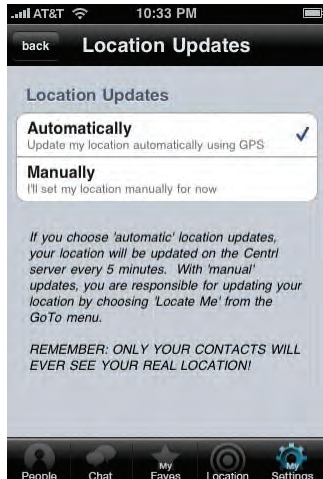 AT&T 10:33 PM
back Location Updates
Location Updates
Automatically
Update my location automatically using GPS
Manually
I'll set my location manually for now
If you choose 'automatic' location updates,
your location will be updated on the Centrl
server every 5 minutes. With 'manual'
updates, you are responsible for updating your
location by choosing 'Locate Me' from the
GoTo menu.
REMEMBER: ONLY YOUR CONTACTS WILL
EVER SEE YOUR REAL LOCATION!
My My
People Chat Faves Location Settings